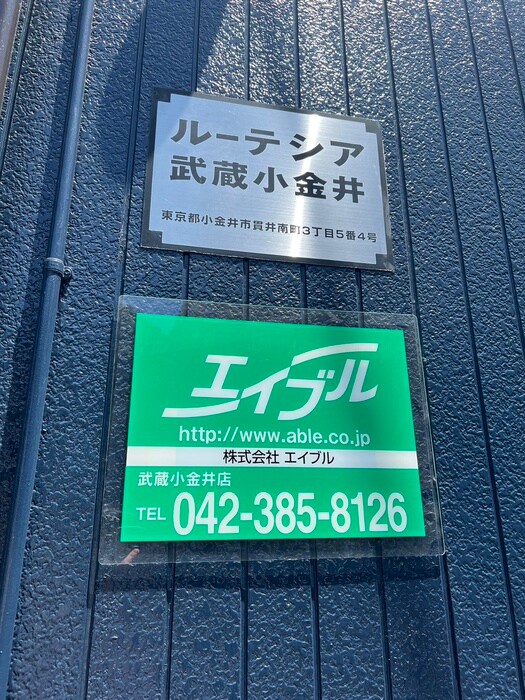 ルーテシア
武蔵小金井
東京都小金井市貫井南町3丁目5番4号
エイブル
http://www.able.co.jp
株式会社 エイブル
武蔵小金井店
TEL 042-385-8126